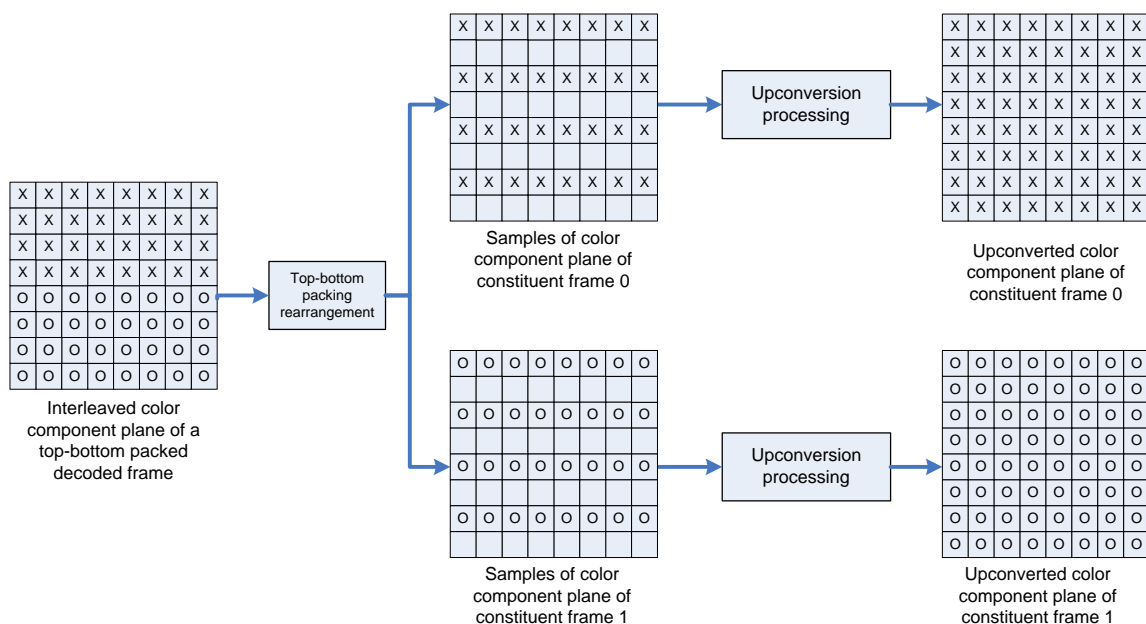 X X X X X X X X
X X X X X X X X
X X X X X X X X
X X X X X X X X
Samples of color
component plane of
constituent frame 0
Upconversion
processing
X X X X X X X X
X X X X X X X X
X X X X X X X X
X X X X X X X X
X X X X X X X X
X X X X X X X X
X X X X X X X X
X X X X X X X X
Upconverted color
component plane of
constituent frame 0
X X X X X X X X
X X X X X X X X
X X X X X X X X
X X X X X X X X
O O O O O O O O
O O O O O O O O
O O O O O O O O
O O O O O O O O
Interleaved color
component plane of a
top-bottom packed
decoded frame
Top-bottom
packing
rearrangement
O O O O O O O O
O O O O O O O O
O O O O O O O O
O O O O O O O O
Samples of color
component plane of
constituent frame 1
Upconversion
processing
O O O O O O O O
O O O O O O O O
O O O O O O O O
O O O O O O O O
O O O O O O O O
O O O O O O O O
O O O O O O O O
O O O O O O O O
Upconverted color
component plane of
constituent frame 1